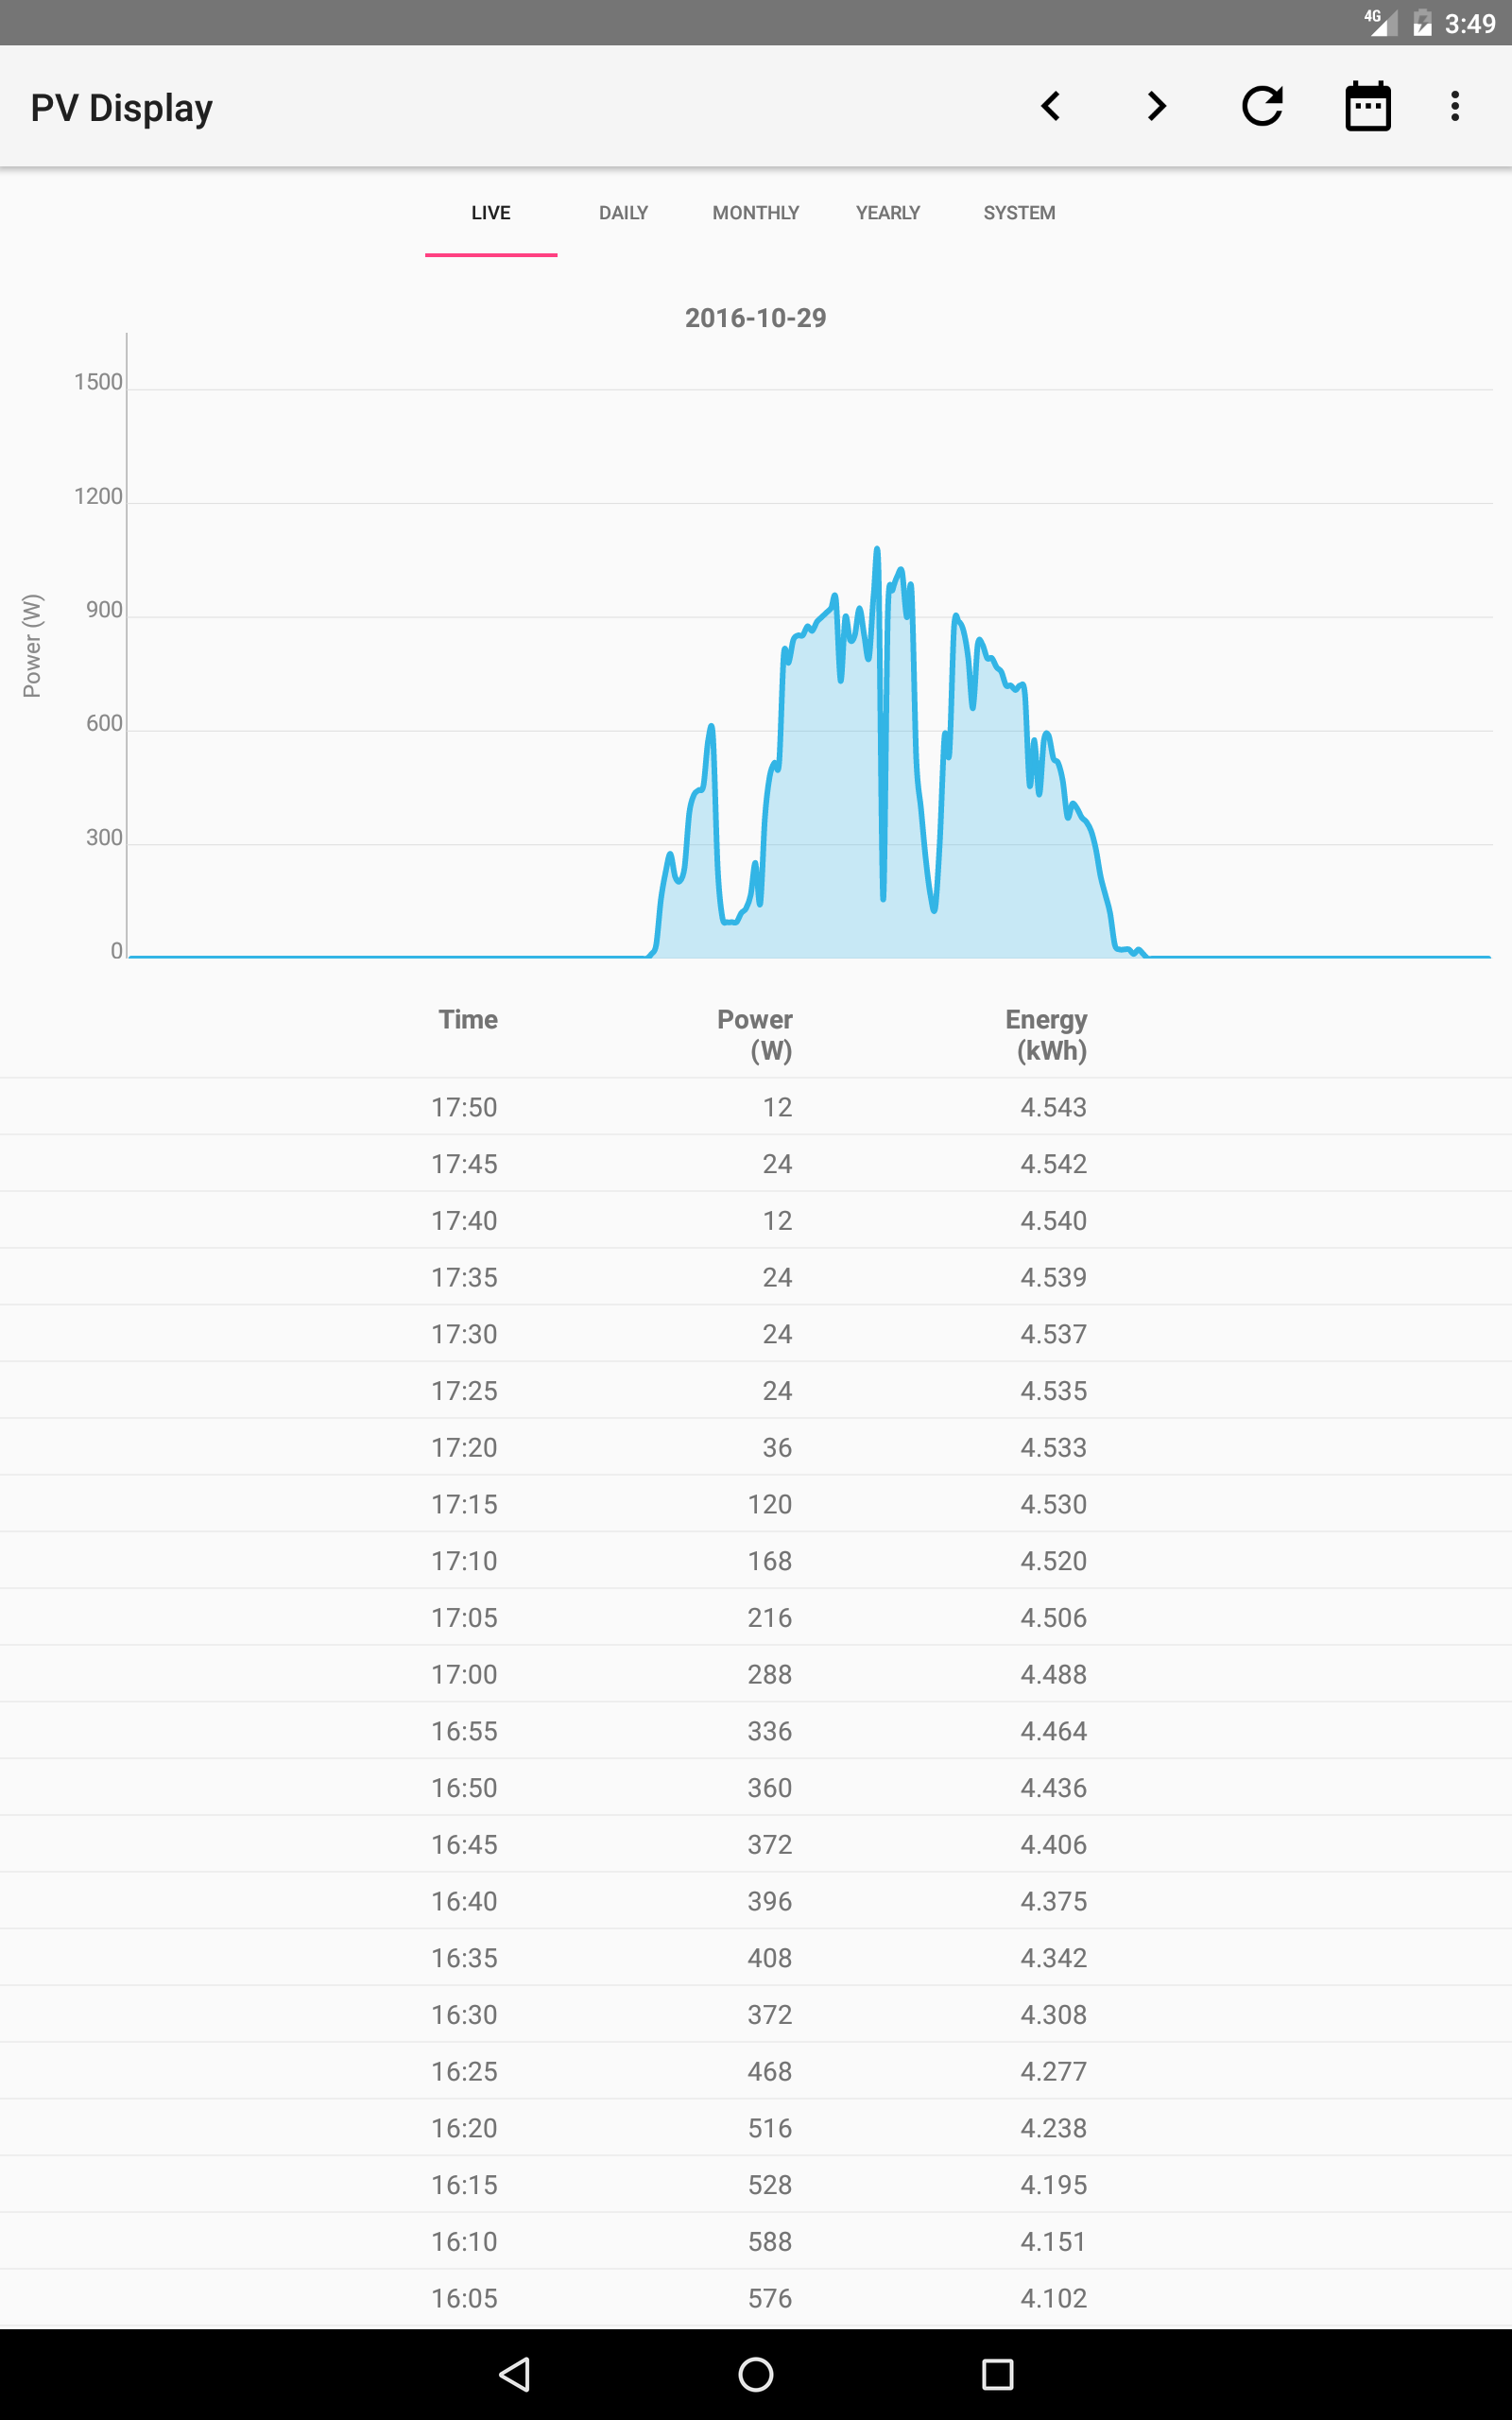 4G 3:49
PV Display
LIVE DAILY MONTHLY YEARLY SYSTEM
2016-10-29
1500
1200
900
600
300
0
Power (W)
Time Power (W) Energy (kWh)
17:50 12 4.543
17:45 24 4.542
17:40 12 4.540
17:35 24 4.539
17:30 24 4.537
17:25 24 4.535
17:20 36 4.533
17:15 120 4.530
17:10 168 4.520
17:05 216 4.506
17:00 288 4.488
16:55 336 4.464
16:50 360 4.436
16:45 372 4.406
16:40 396 4.375
16:35 408 4.342
16:30 372 4.308
16:25 468 4.277
16:20 516 4.238
16:15 528 4.195
16:10 588 4.151
16:05 576 4.102